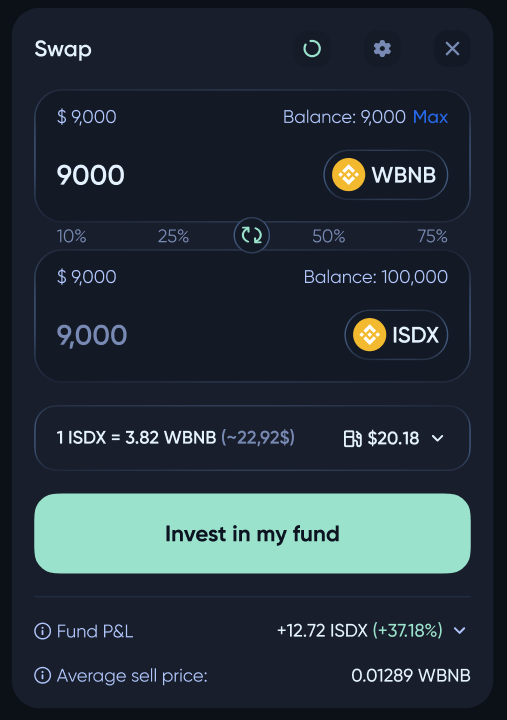 Swap
$ 9,000 Balance: 9,000 Max
9000 WBNB
10% 25% 50% 75%
$ 9,000 Balance: 100,000
9,000 ISDX
1 ISDX = 3.82 WBNB (~22,92$) $20.18
Invest in my fund
Fund P&L +12.72 ISDX (+37.18%)
Average sell price: 0.01289 WBNB